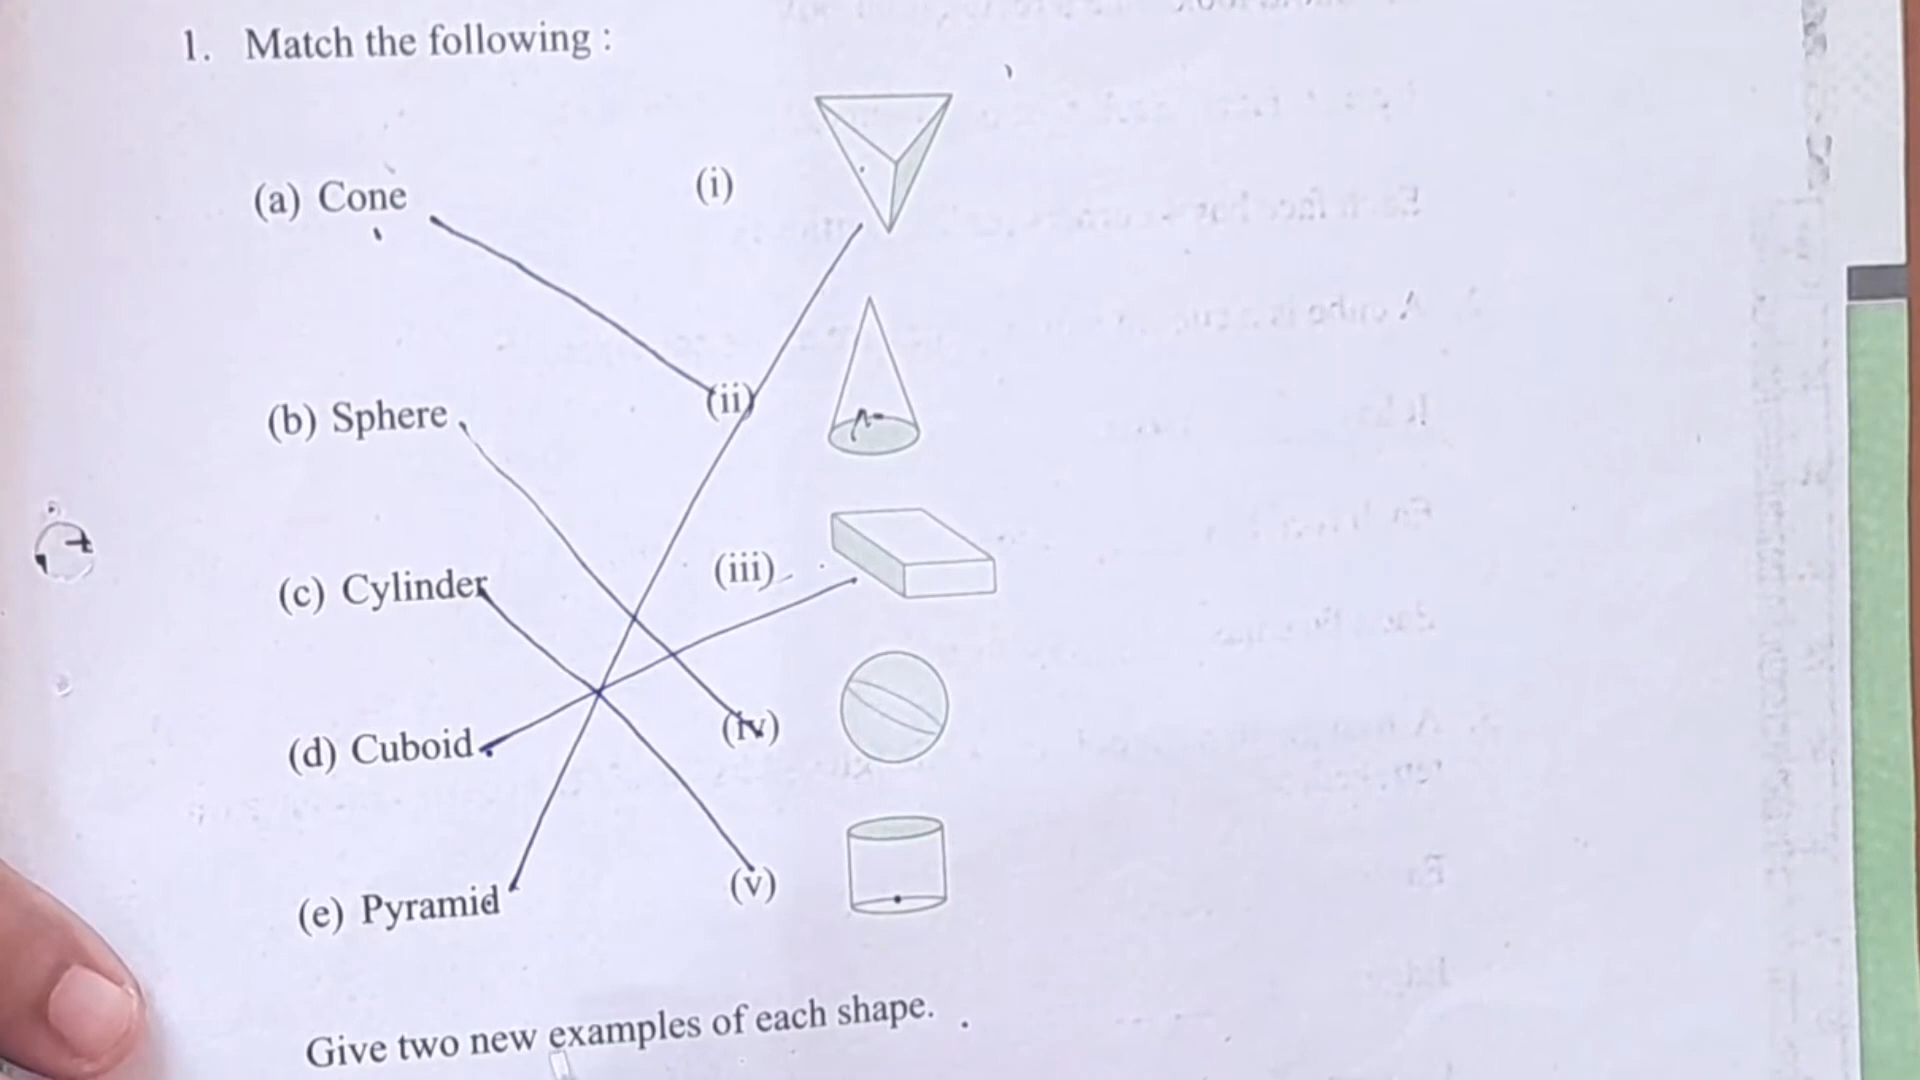 1. Match the following :
(a) Cone (i)
(b) Sphere (ii)
(c) Cylinder (iii)
(d) Cuboid (iv)
(e) Pyramid (v)
Give two new examples of each shape.